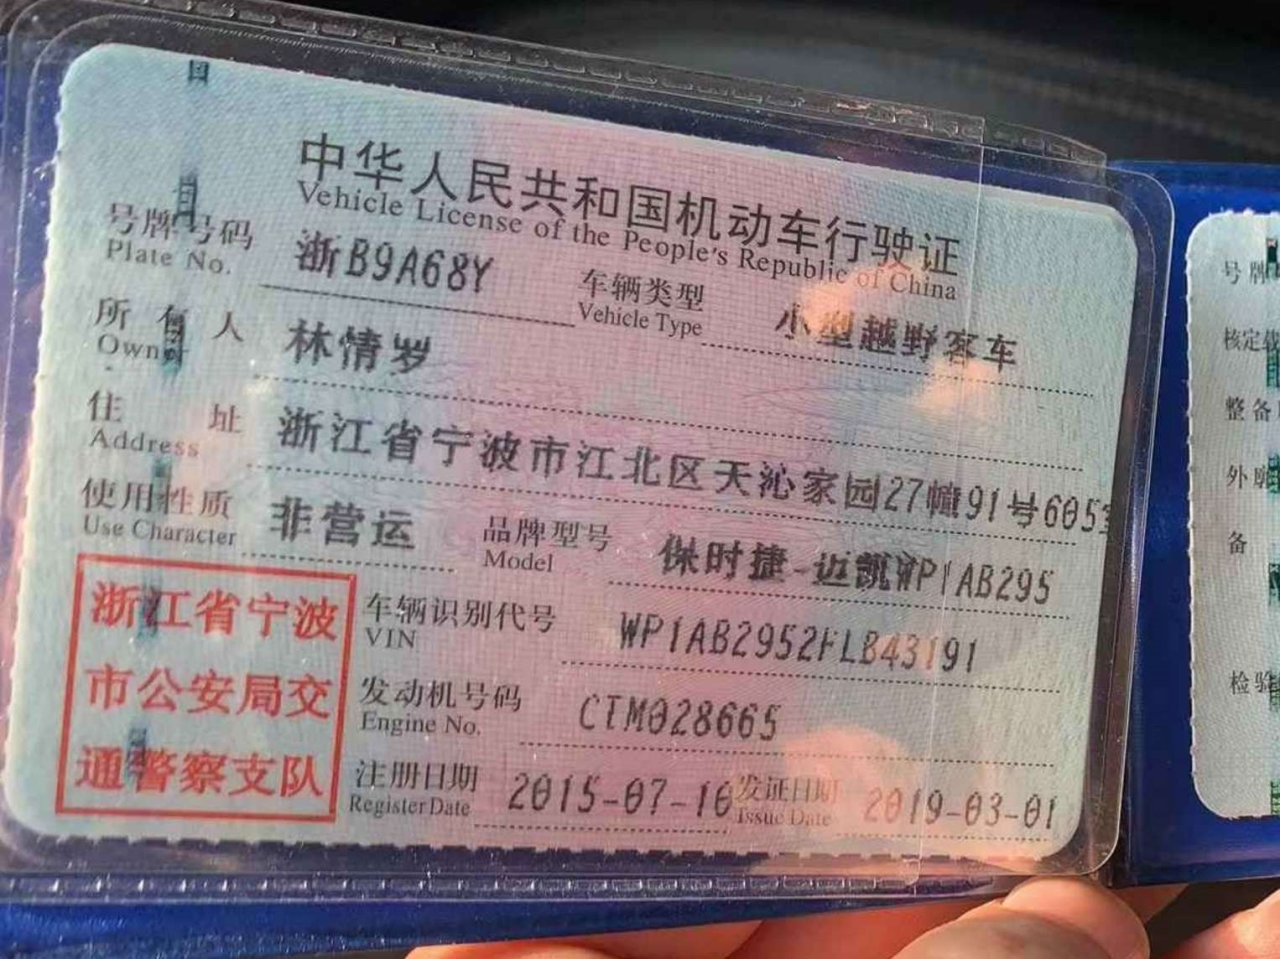 中华人民共和国机动车行驶证
Vehicle License of the People's Republic of China
号牌号码 浙B9A68Y 车辆类型 小型越野客车
Plate No. Vehicle Type
所有人 林情岁
Owner
住址 浙江省宁波市江北区天沁家园27幢91号605室
Address
使用性质 非营运 品牌型号 保时捷-迈凯WP1AB295
Use Character Model
浙江省宁波
市公安局交
通警察支队
车辆识别代号 WP1AB2952FLB43191
VIN
发动机号码 CTM028665
Engine No.
注册日期 2015-07-10 发证日期 2019-03-01
Register Date Issue Date
号牌
核定载
整备
外廓
备
检验